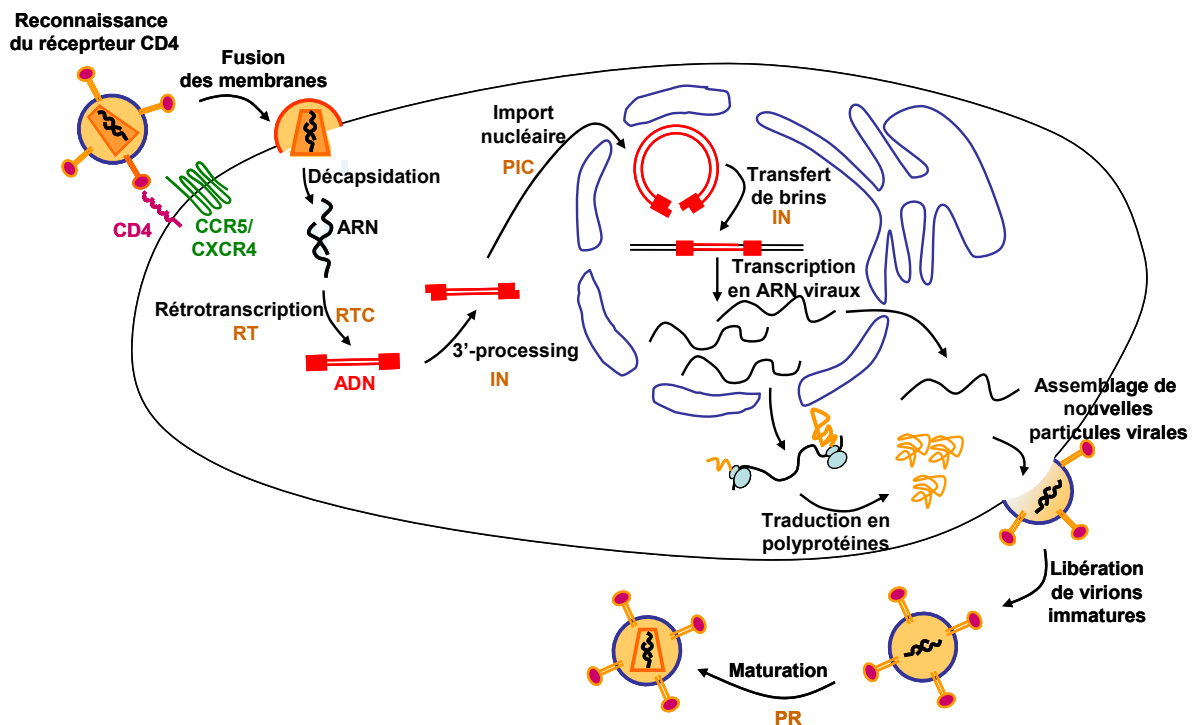 Reconnaissance
du réceprteur CD4
Fusion
des membranes
CD4
CCR5/
CXCR4
Décapsidation
ARN
Rétrotranscription
RT
RTC
ADN
3’-processing
IN
Import
nucléaire
PIC
Transfert
de brins
IN
Transcription
en ARN viraux
Traduction en
polyprotéines
Assemblage de
nouvelles
particules virales
Libération
de virions
immatures
Maturation
PR